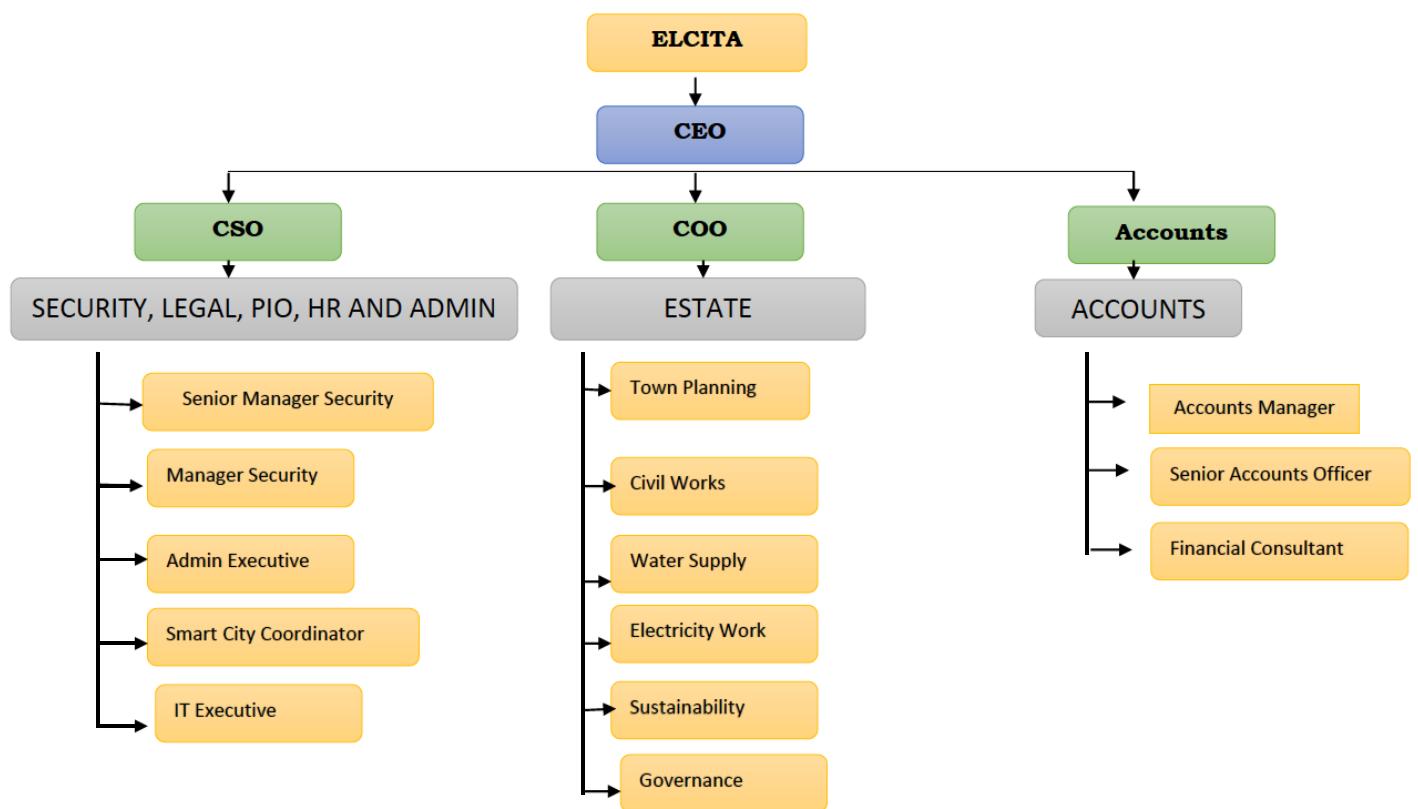 ELCITA
CEO
CSO
COO
Accounts
SECURITY, LEGAL, PIO, HR AND ADMIN
ESTATE
ACCOUNTS
Senior Manager Security
Manager Security
Admin Executive
Smart City Coordinator
IT Executive
Town Planning
Civil Works
Water Supply
Electricity Work
Sustainability
Governance
Accounts Manager
Senior Accounts Officer
Financial Consultant